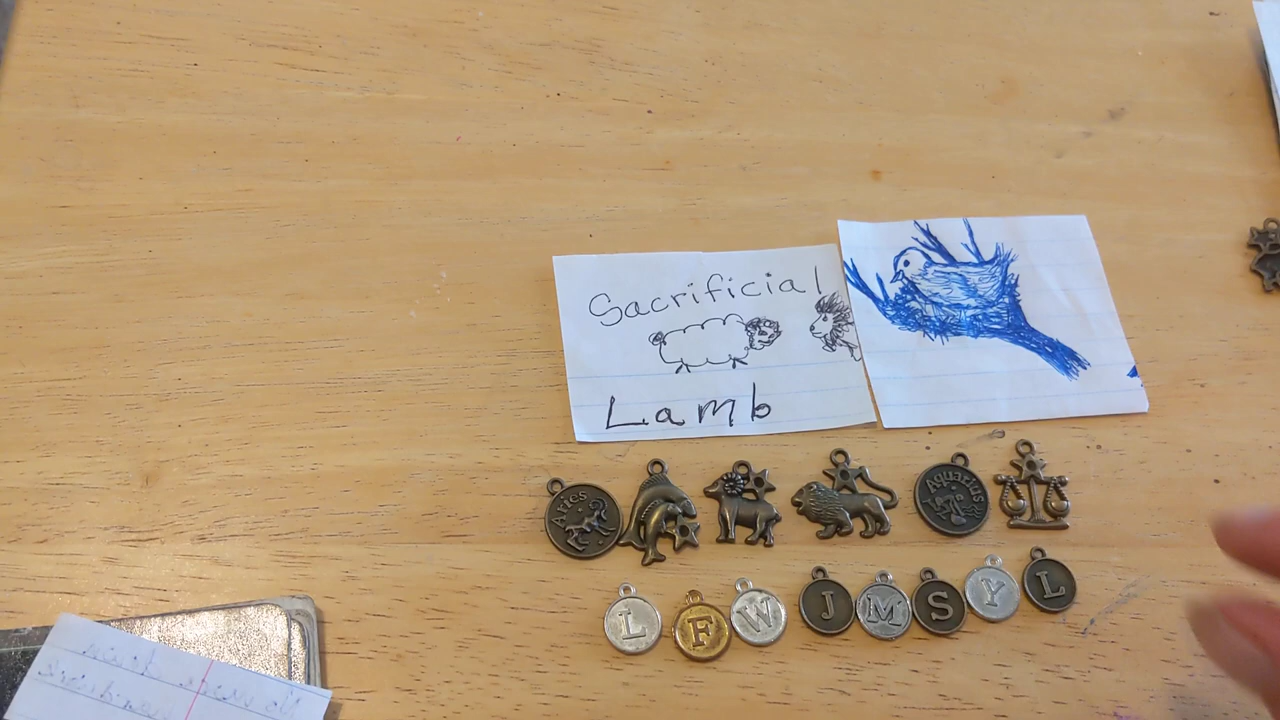 Sacrificial
Lamb
Aries
Aquarius
L F W J M S Y L